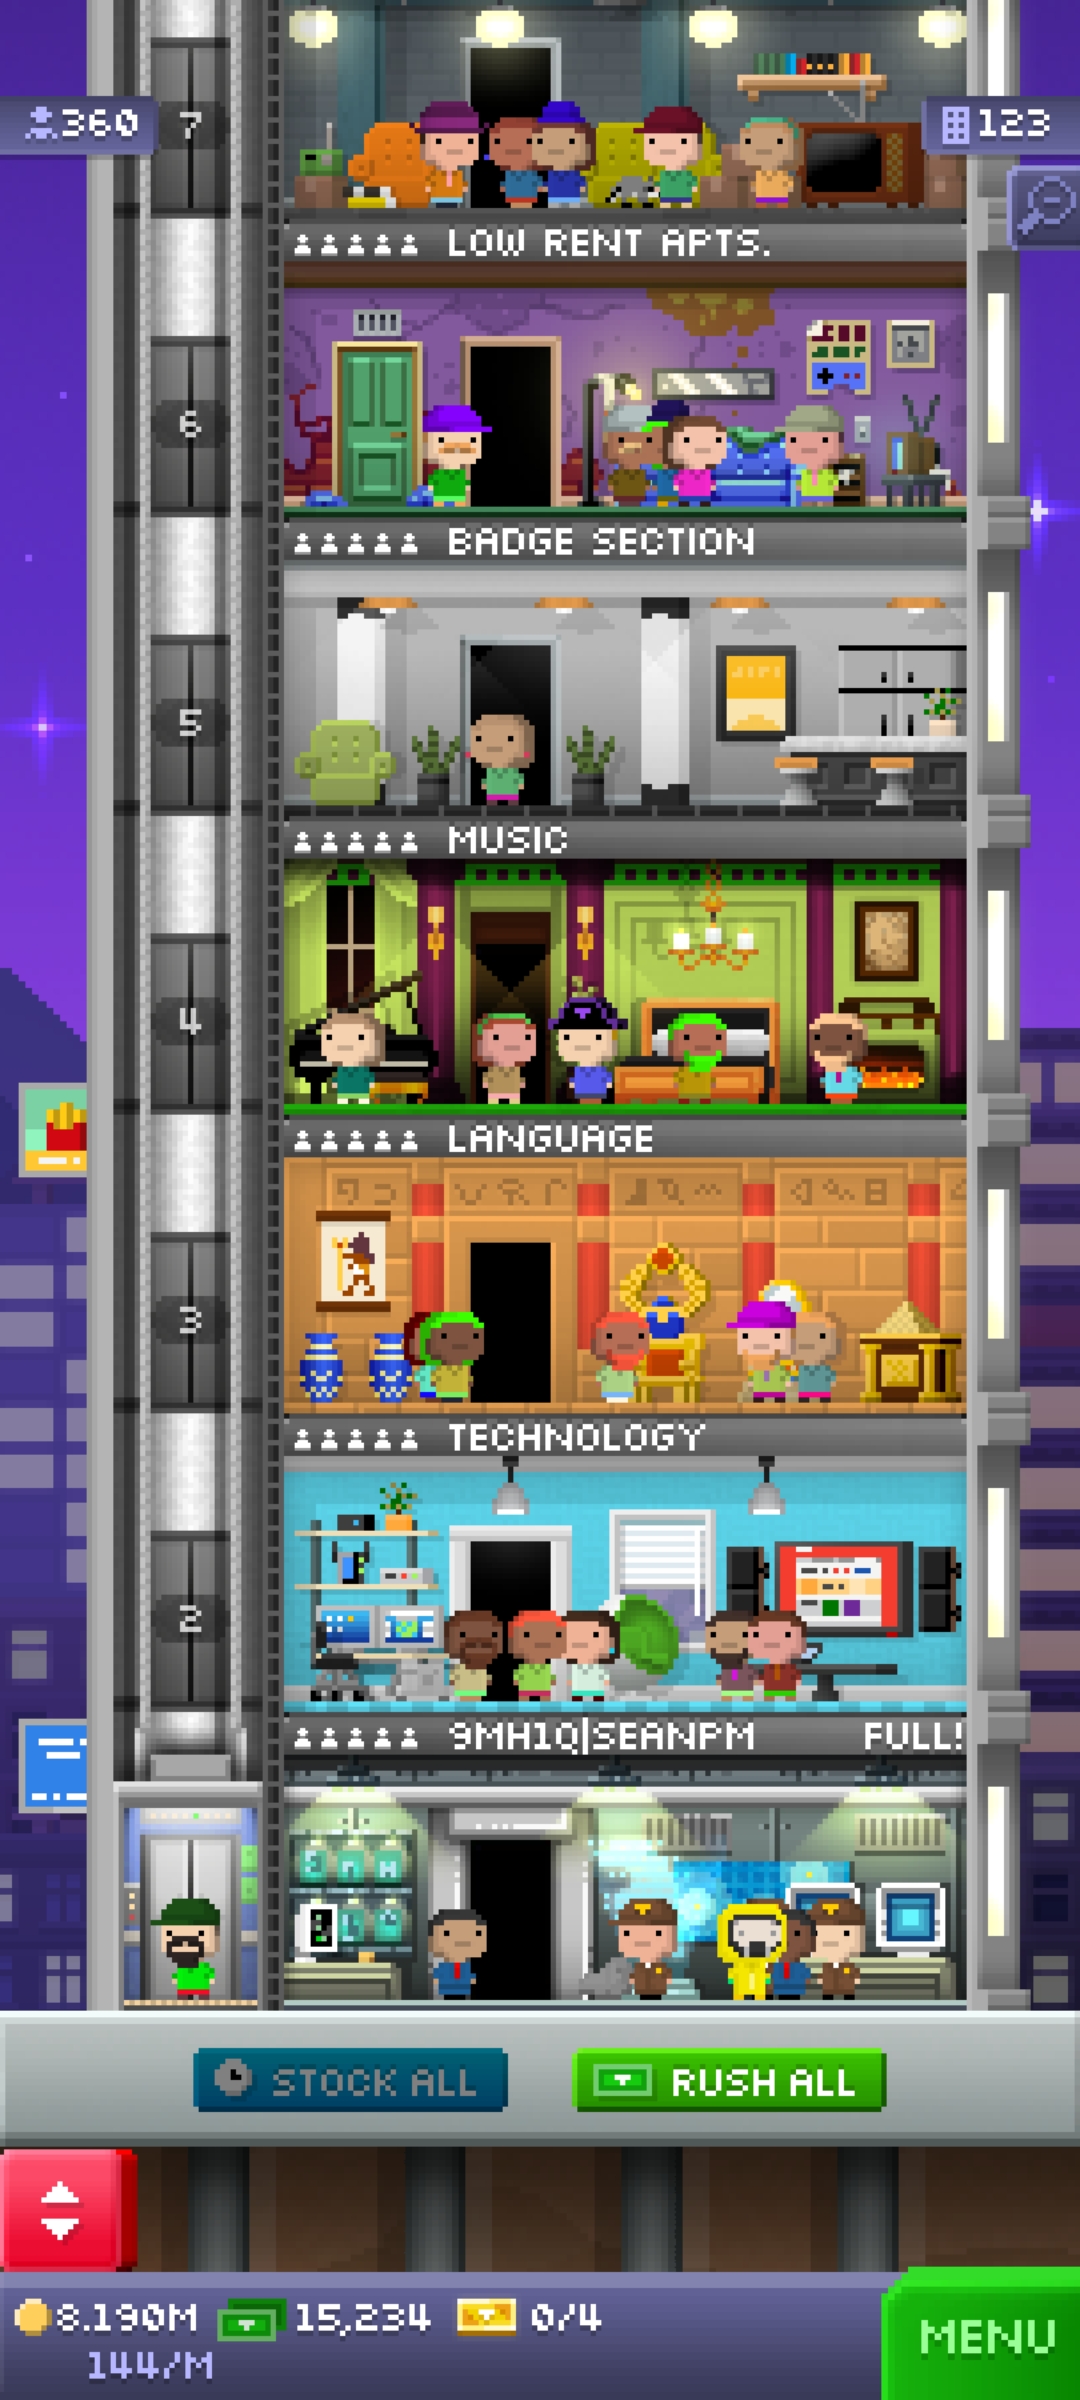 360
7
123
LOW RENT APTS.
6
BADGE SECTION
5
MUSIC
4
LANGUAGE
3
TECHNOLOGY
2
9MH1Q|SEANPM FULL!
STOCK ALL
RUSH ALL
8.190M 15,234 0/4
144/M
MENU